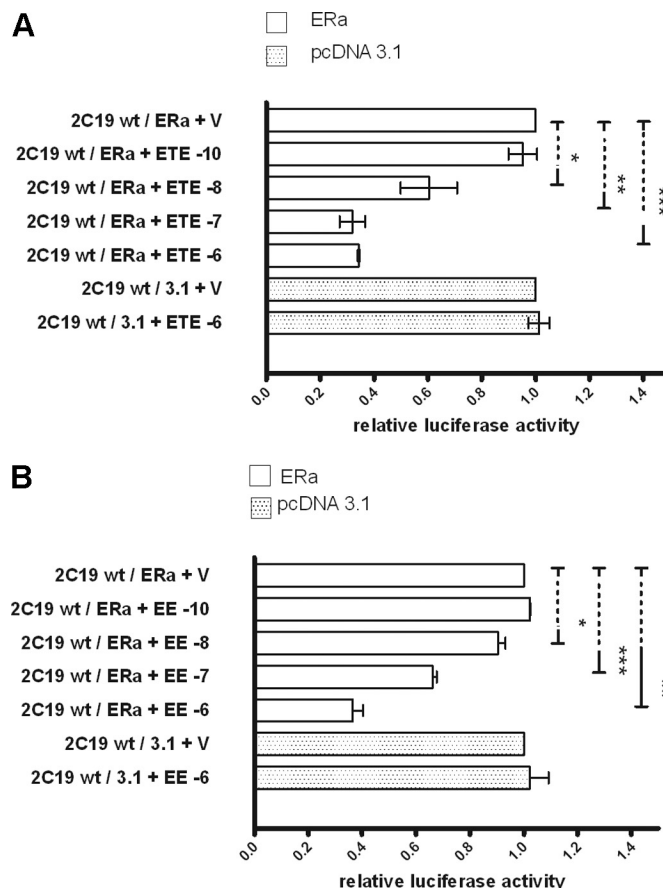 A
ERa
pcDNA 3.1
2C19 wt / ERa + V
2C19 wt / ERa + ETE -10
2C19 wt / ERa + ETE -8
2C19 wt / ERa + ETE -7
2C19 wt / ERa + ETE -6
2C19 wt / 3.1 + V
2C19 wt / 3.1 + ETE -6
*
**
***
0.0 0.2 0.4 0.6 0.8 1.0 1.2 1.4
relative luciferase activity
B
ERa
pcDNA 3.1
2C19 wt / ERa + V
2C19 wt / ERa + EE -10
2C19 wt / ERa + EE -8
2C19 wt / ERa + EE -7
2C19 wt / ERa + EE -6
2C19 wt / 3.1 + V
2C19 wt / 3.1 + EE -6
*
***
0.0 0.2 0.4 0.6 0.8 1.0 1.2 1.4
relative luciferase activity